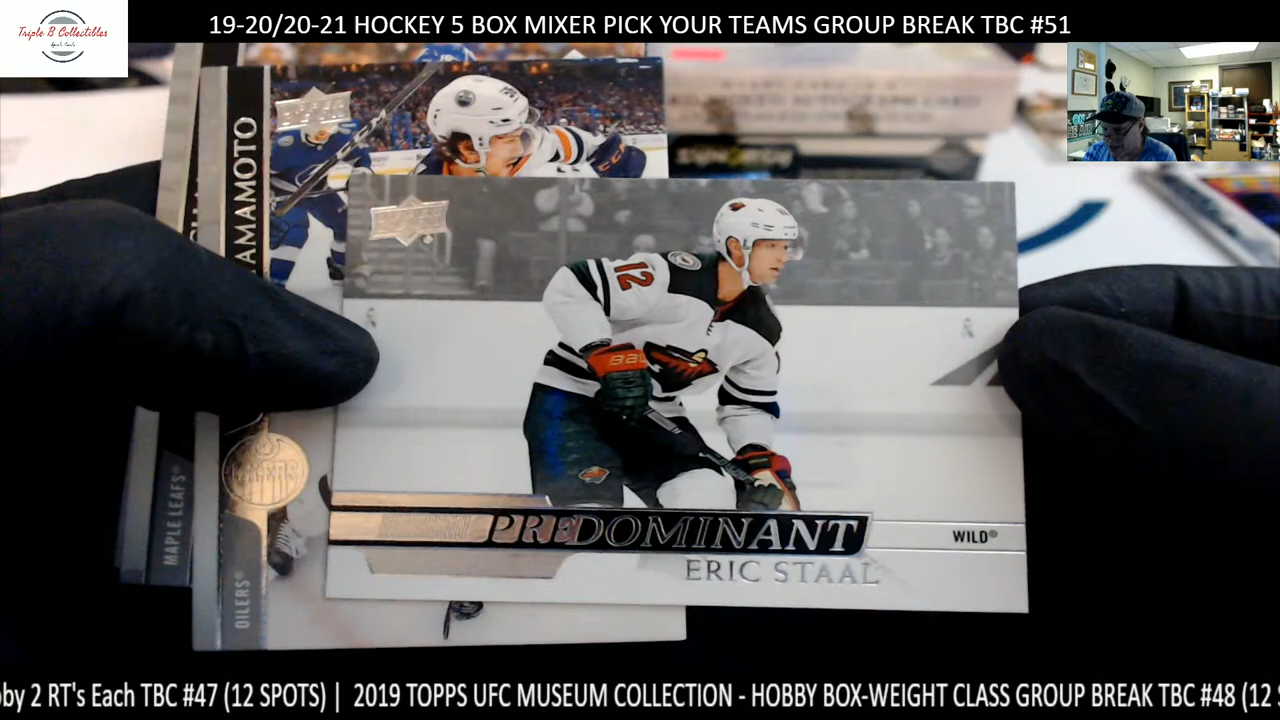 Triple B Collectibles
19-20/20-21 HOCKEY 5 BOX MIXER PICK YOUR TEAMS GROUP BREAK TBC #51
AMAMOTO
12
PREDOMINANT
WILD®
ERIC STAAL
MAPLE LEAFS®
OILERS
OILERS®
by 2 RT's Each TBC #47 (12 SPOTS) | 2019 TOPPS UFC MUSEUM COLLECTION - HOBBY BOX-WEIGHT CLASS GROUP BREAK TBC #48 (12 S